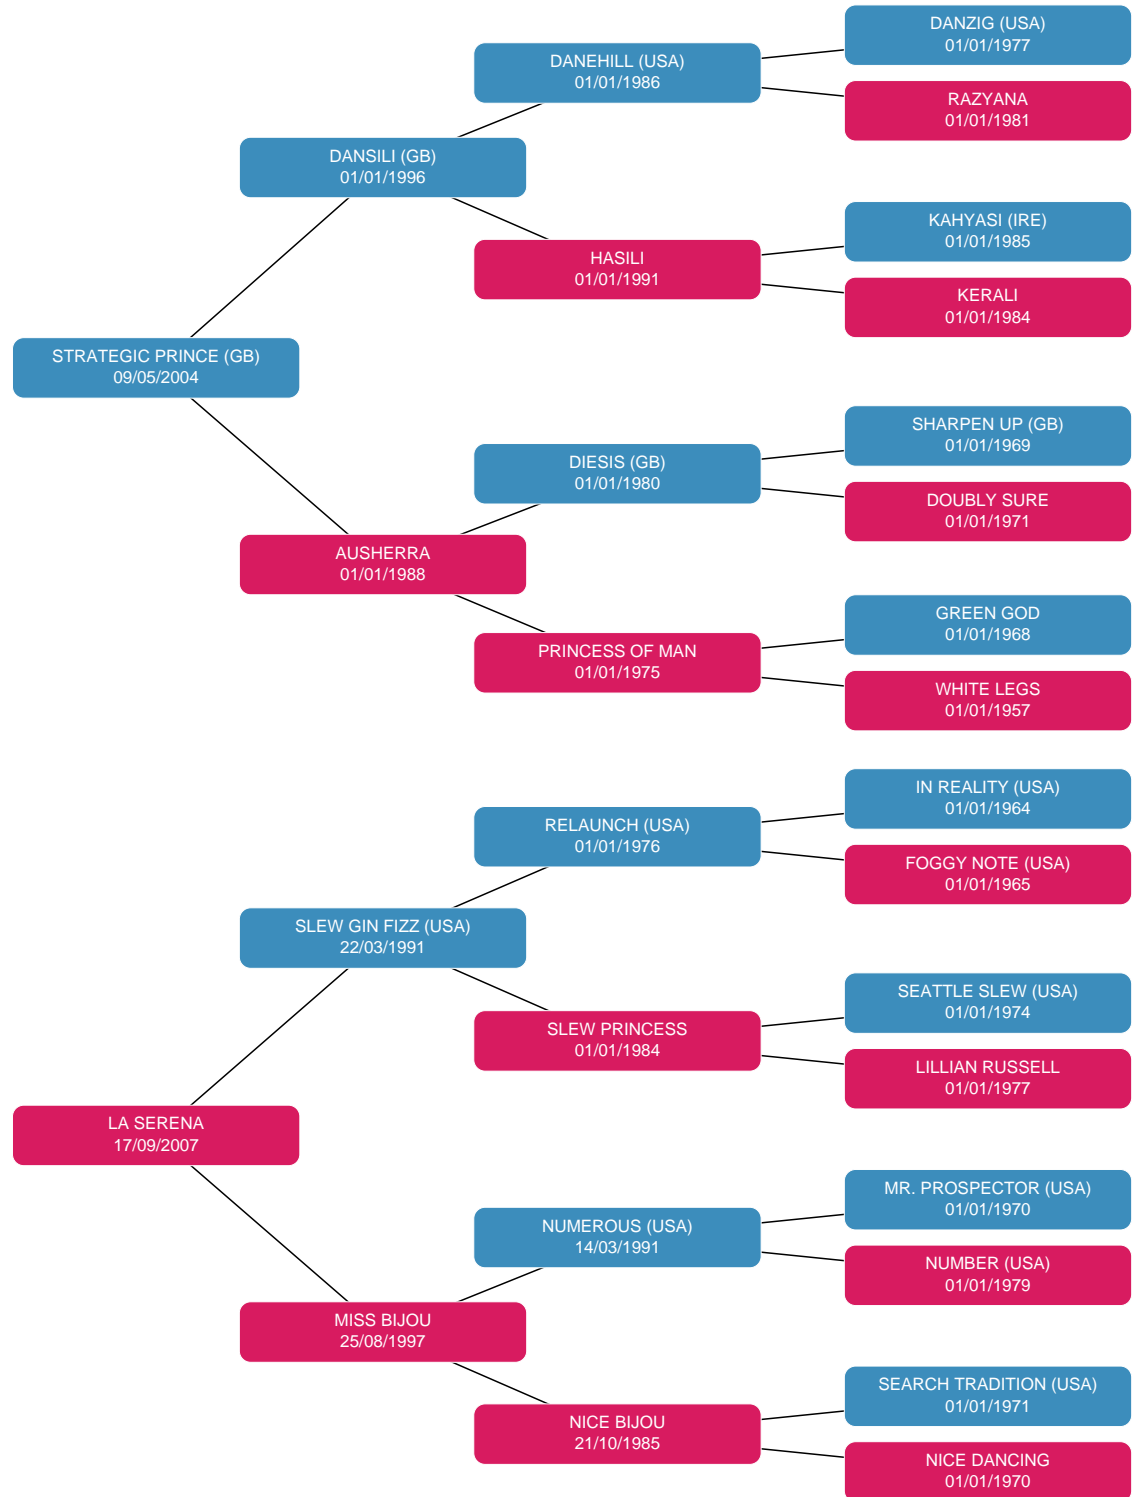 DANZIG (USA)
01/01/1977
DANEHILL (USA)
01/01/1986
RAZYANA
01/01/1981
DANSILI (GB)
01/01/1996
KAHYASI (IRE)
01/01/1985
HASILI
01/01/1991
KERALI
01/01/1984
STRATEGIC PRINCE (GB)
09/05/2004
SHARPEN UP (GB)
01/01/1969
DIESIS (GB)
01/01/1980
DOUBLY SURE
01/01/1971
AUSHERRA
01/01/1988
GREEN GOD
01/01/1968
PRINCESS OF MAN
01/01/1975
WHITE LEGS
01/01/1957
IN REALITY (USA)
01/01/1964
RELAUNCH (USA)
01/01/1976
FOGGY NOTE (USA)
01/01/1965
SLEW GIN FIZZ (USA)
22/03/1991
SEATTLE SLEW (USA)
01/01/1974
SLEW PRINCESS
01/01/1984
LILLIAN RUSSELL
01/01/1977
LA SERENA
17/09/2007
MR. PROSPECTOR (USA)
01/01/1970
NUMEROUS (USA)
14/03/1991
NUMBER (USA)
01/01/1979
MISS BIJOU
25/08/1997
SEARCH TRADITION (USA)
01/01/1971
NICE BIJOU
21/10/1985
NICE DANCING
01/01/1970